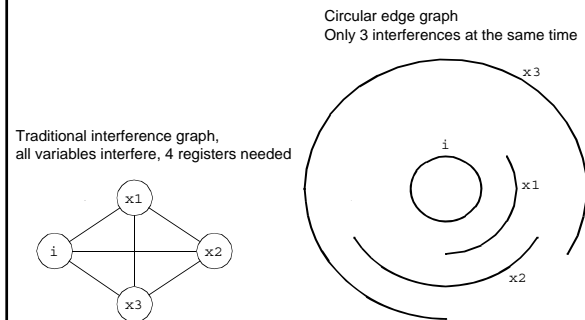 Circular edge graph
Only 3 interferences at the same time
x3
Traditional interference graph,
all variables interfere, 4 registers needed
i
x1
x1
i
x2
x2
x3